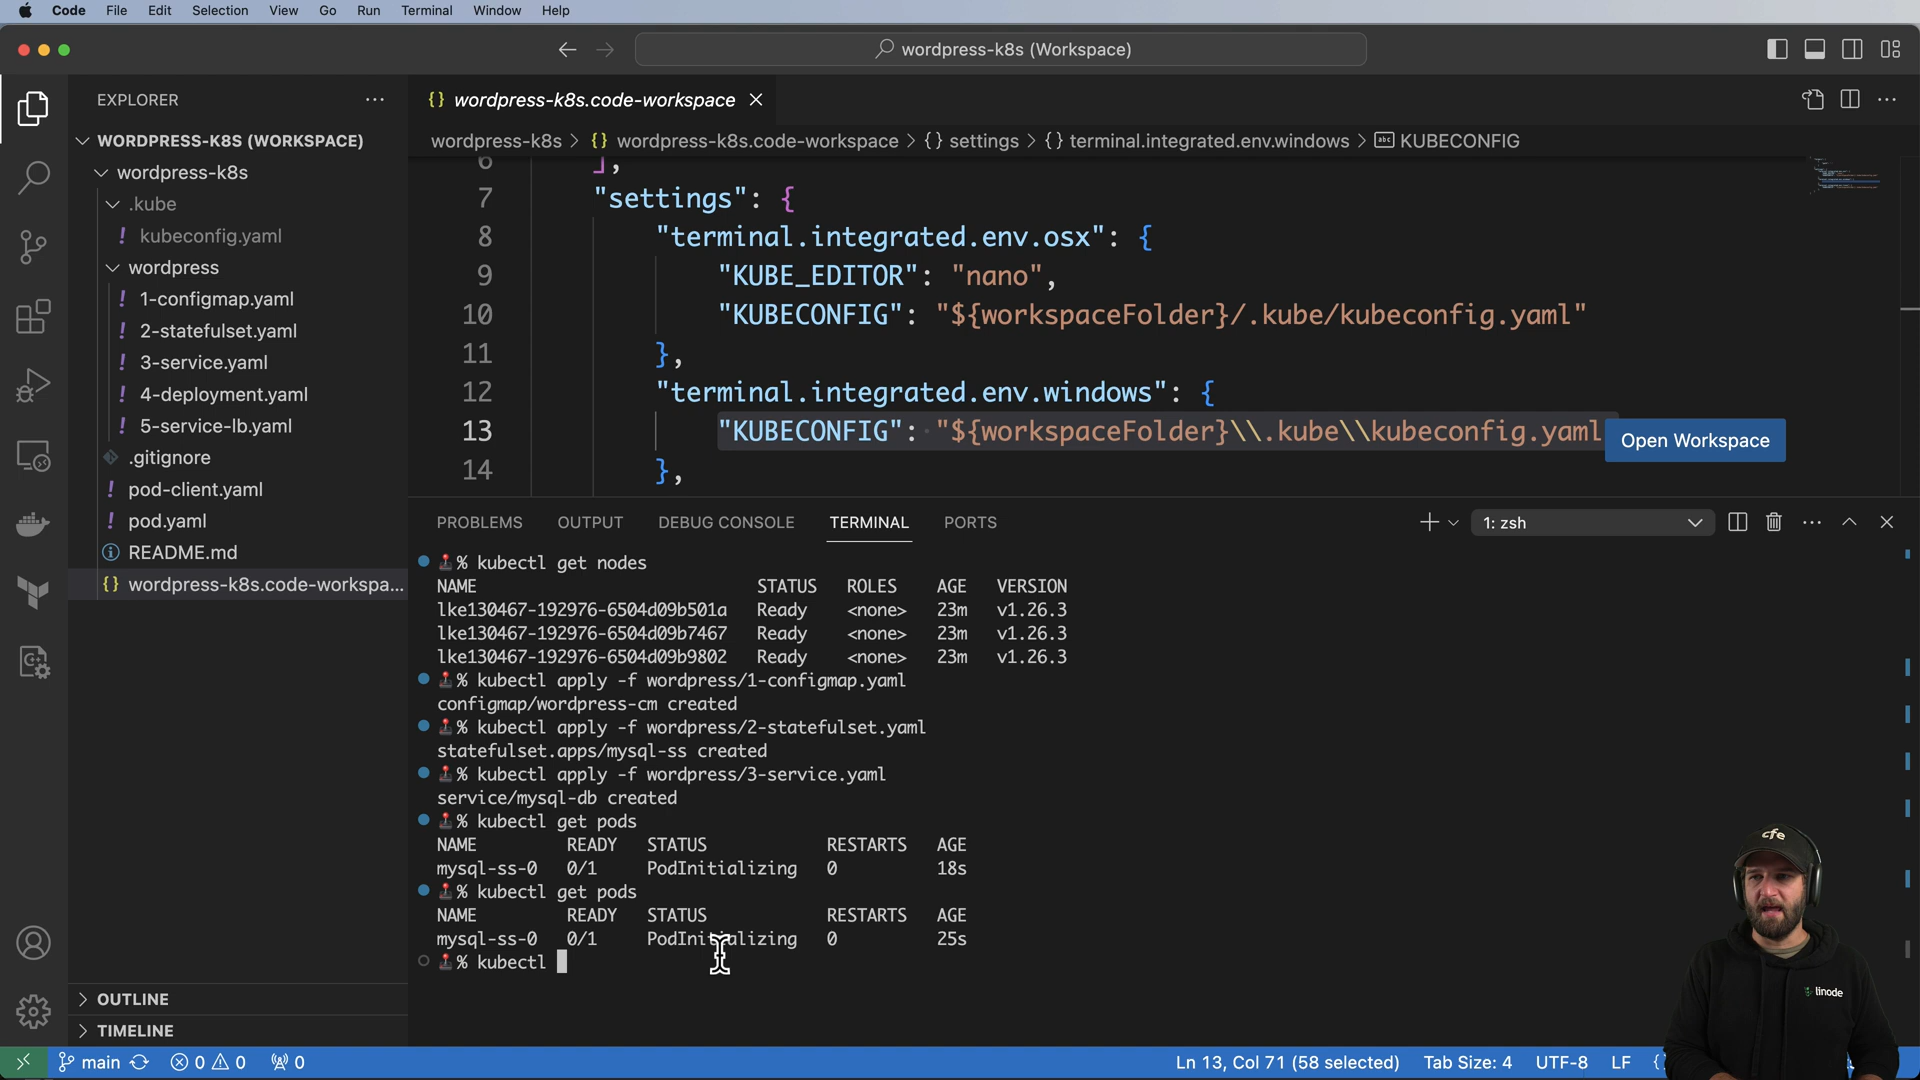 Code File Edit Selection View Go Run Terminal Window Help
wordpress-k8s (Workspace)
EXPLORER
wordpress-k8s.code-workspace
WORDPRESS-K8S (WORKSPACE)
wordpress-k8s > {} wordpress-k8s.code-workspace > {} settings > {} terminal.integrated.env.windows > abc KUBECONFIG
wordpress-k8s
.kube
kubeconfig.yaml
wordpress
1-configmap.yaml
2-statefulset.yaml
3-service.yaml
4-deployment.yaml
5-service-lb.yaml
.gitignore
pod-client.yaml
pod.yaml
README.md
{} wordpress-k8s.code-workspa...
OUTLINE
TIMELINE
6 ],
7 "settings": {
8 "terminal.integrated.env.osx": {
9 "KUBE_EDITOR": "nano",
10 "KUBECONFIG": "${workspaceFolder}/.kube/kubeconfig.yaml"
11 },
12 "terminal.integrated.env.windows": {
13 "KUBECONFIG": "${workspaceFolder}\\.kube\\kubeconfig.yaml
Open Workspace
14 },
PROBLEMS OUTPUT DEBUG CONSOLE TERMINAL PORTS
1: zsh
% kubectl get nodes
NAME STATUS ROLES AGE VERSION
lke130467-192976-6504d09b501a Ready <none> 23m v1.26.3
lke130467-192976-6504d09b7467 Ready <none> 23m v1.26.3
lke130467-192976-6504d09b9802 Ready <none> 23m v1.26.3
% kubectl apply -f wordpress/1-configmap.yaml
configmap/wordpress-cm created
% kubectl apply -f wordpress/2-statefulset.yaml
statefulset.apps/mysql-ss created
% kubectl apply -f wordpress/3-service.yaml
service/mysql-db created
% kubectl get pods
NAME READY STATUS RESTARTS AGE
mysql-ss-0 0/1 PodInitializing 0 18s
% kubectl get pods
NAME READY STATUS RESTARTS AGE
mysql-ss-0 0/1 PodInitializing 0 25s
% kubectl
cfe
linode
main 0 0 0
Ln 13, Col 71 (58 selected) Tab Size: 4 UTF-8 LF {